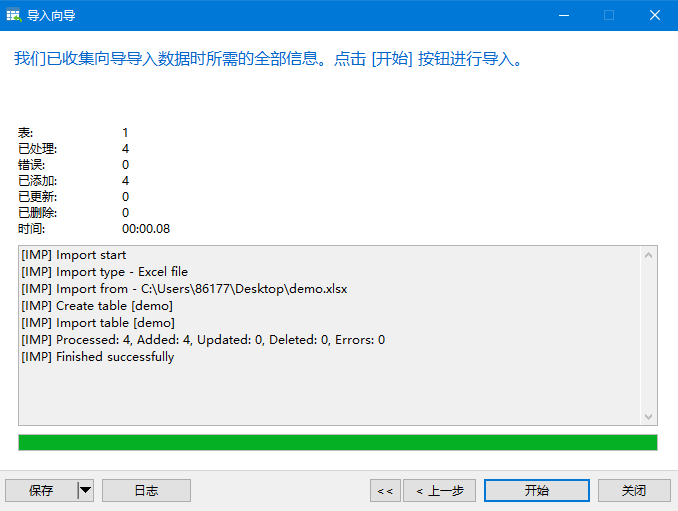 导入向导
我们已收集向导导入数据时所需的全部信息。点击 [开始] 按钮进行导入。
表: 1
已处理: 4
错误: 0
已添加: 4
已更新: 0
已删除: 0
时间: 00:00.08
[IMP] Import start
[IMP] Import type - Excel file
[IMP] Import from - C:\Users\86177\Desktop\demo.xlsx
[IMP] Create table [demo]
[IMP] Import table [demo]
[IMP] Processed: 4, Added: 4, Updated: 0, Deleted: 0, Errors: 0
[IMP] Finished successfully
保存 日志 << < 上一步 开始 关闭